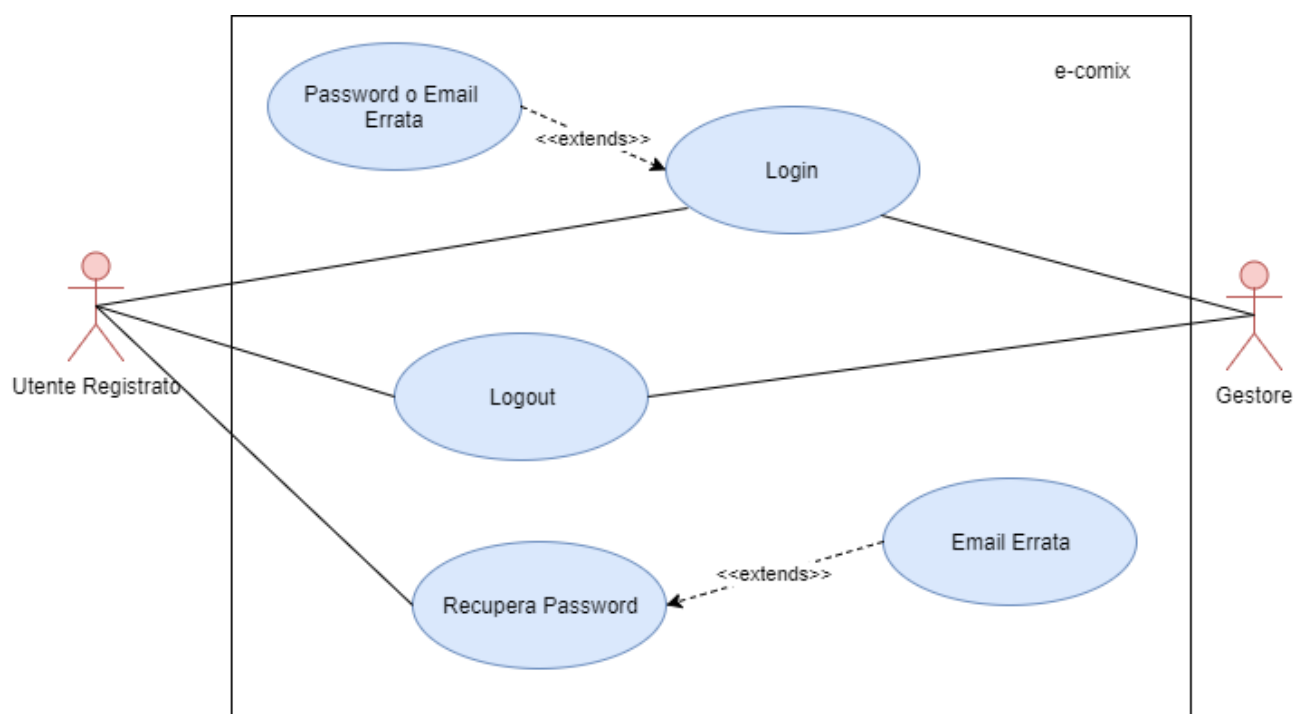 e-comix
Password o Email
Errata
<<extends>>
Login
Utente Registrato
Logout
Gestore
Email Errata
<<extends>>
Recupera Password